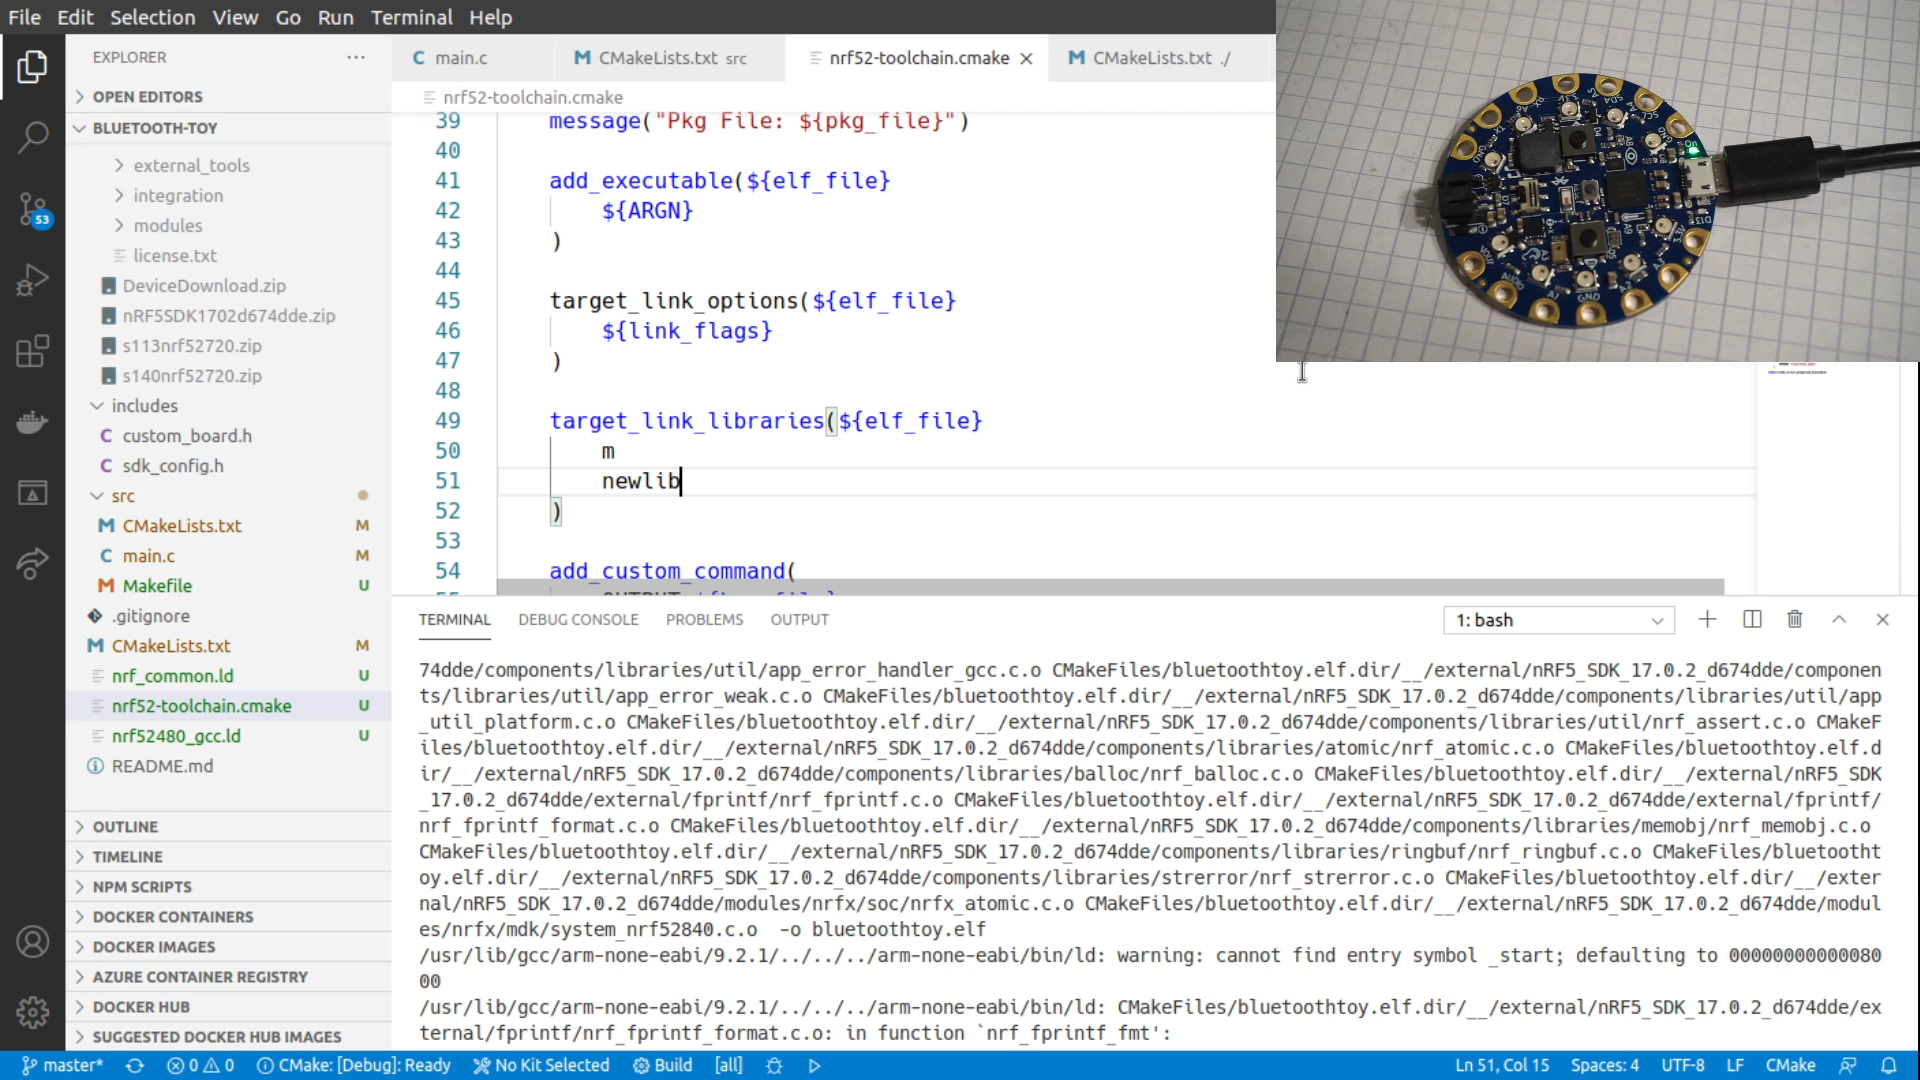 File Edit Selection View Go Run Terminal Help
EXPLORER
main.c
CMakeLists.txt src
nrf52-toolchain.cmake
CMakeLists.txt ./
OPEN EDITORS
BLUETOOTH-TOY
external_tools
integration
modules
license.txt
DeviceDownload.zip
nRF5SDK1702d674dde.zip
s113nrf52720.zip
s140nrf52720.zip
includes
custom_board.h
sdk_config.h
src
CMakeLists.txt M
main.c M
Makefile U
.gitignore
CMakeLists.txt M
nrf_common.ld U
nrf52-toolchain.cmake U
nrf52480_gcc.ld U
README.md
OUTLINE
TIMELINE
NPM SCRIPTS
DOCKER CONTAINERS
DOCKER IMAGES
AZURE CONTAINER REGISTRY
DOCKER HUB
SUGGESTED DOCKER HUB IMAGES
53
nrf52-toolchain.cmake
39 message("Pkg File: ${pkg_file}")
40
41 add_executable(${elf_file}
42 ${ARGN}
43 )
44
45 target_link_options(${elf_file}
46 ${link_flags}
47 )
48
49 target_link_libraries(${elf_file}
50 m
51 newlib
52 )
53
54 add_custom_command(
TERMINAL DEBUG CONSOLE PROBLEMS OUTPUT
1: bash
74dde/components/libraries/util/app_error_handler_gcc.c.o CMakeFiles/bluetoothtoy.elf.dir/__/external/nRF5_SDK_17.0.2_d674dde/componen
ts/libraries/util/app_error_weak.c.o CMakeFiles/bluetoothtoy.elf.dir/__/external/nRF5_SDK_17.0.2_d674dde/components/libraries/util/app
_util_platform.c.o CMakeFiles/bluetoothtoy.elf.dir/__/external/nRF5_SDK_17.0.2_d674dde/components/libraries/util/nrf_assert.c.o CMakeF
iles/bluetoothtoy.elf.dir/__/external/nRF5_SDK_17.0.2_d674dde/components/libraries/atomic/nrf_atomic.c.o CMakeFiles/bluetoothtoy.elf.d
ir/__/external/nRF5_SDK_17.0.2_d674dde/components/libraries/balloc/nrf_balloc.c.o CMakeFiles/bluetoothtoy.elf.dir/__/external/nRF5_SDK
_17.0.2_d674dde/external/fprintf/nrf_fprintf.c.o CMakeFiles/bluetoothtoy.elf.dir/__/external/nRF5_SDK_17.0.2_d674dde/external/fprintf/
nrf_fprintf_format.c.o CMakeFiles/bluetoothtoy.elf.dir/__/external/nRF5_SDK_17.0.2_d674dde/components/libraries/memobj/nrf_memobj.c.o
CMakeFiles/bluetoothtoy.elf.dir/__/external/nRF5_SDK_17.0.2_d674dde/components/libraries/ringbuf/nrf_ringbuf.c.o CMakeFiles/bluetootht
oy.elf.dir/__/external/nRF5_SDK_17.0.2_d674dde/components/libraries/strerror/nrf_strerror.c.o CMakeFiles/bluetoothtoy.elf.dir/__/exter
nal/nRF5_SDK_17.0.2_d674dde/modules/nrfx/soc/nrfx_atomic.c.o CMakeFiles/bluetoothtoy.elf.dir/__/external/nRF5_SDK_17.0.2_d674dde/modul
es/nrfx/mdk/system_nrf52840.c.o -o bluetoothtoy.elf
/usr/lib/gcc/arm-none-eabi/9.2.1/../../../arm-none-eabi/bin/ld: warning: cannot find entry symbol _start; defaulting to 00000000000080
00
/usr/lib/gcc/arm-none-eabi/9.2.1/../../../arm-none-eabi/bin/ld: CMakeFiles/bluetoothtoy.elf.dir/__/external/nRF5_SDK_17.0.2_d674dde/ex
ternal/fprintf/nrf_fprintf_format.c.o: in function `nrf_fprintf_fmt':
master* 0 0 CMake: [Debug]: Ready No Kit Selected Build [all] Ln 51, Col 15 Spaces: 4 UTF-8 LF CMake